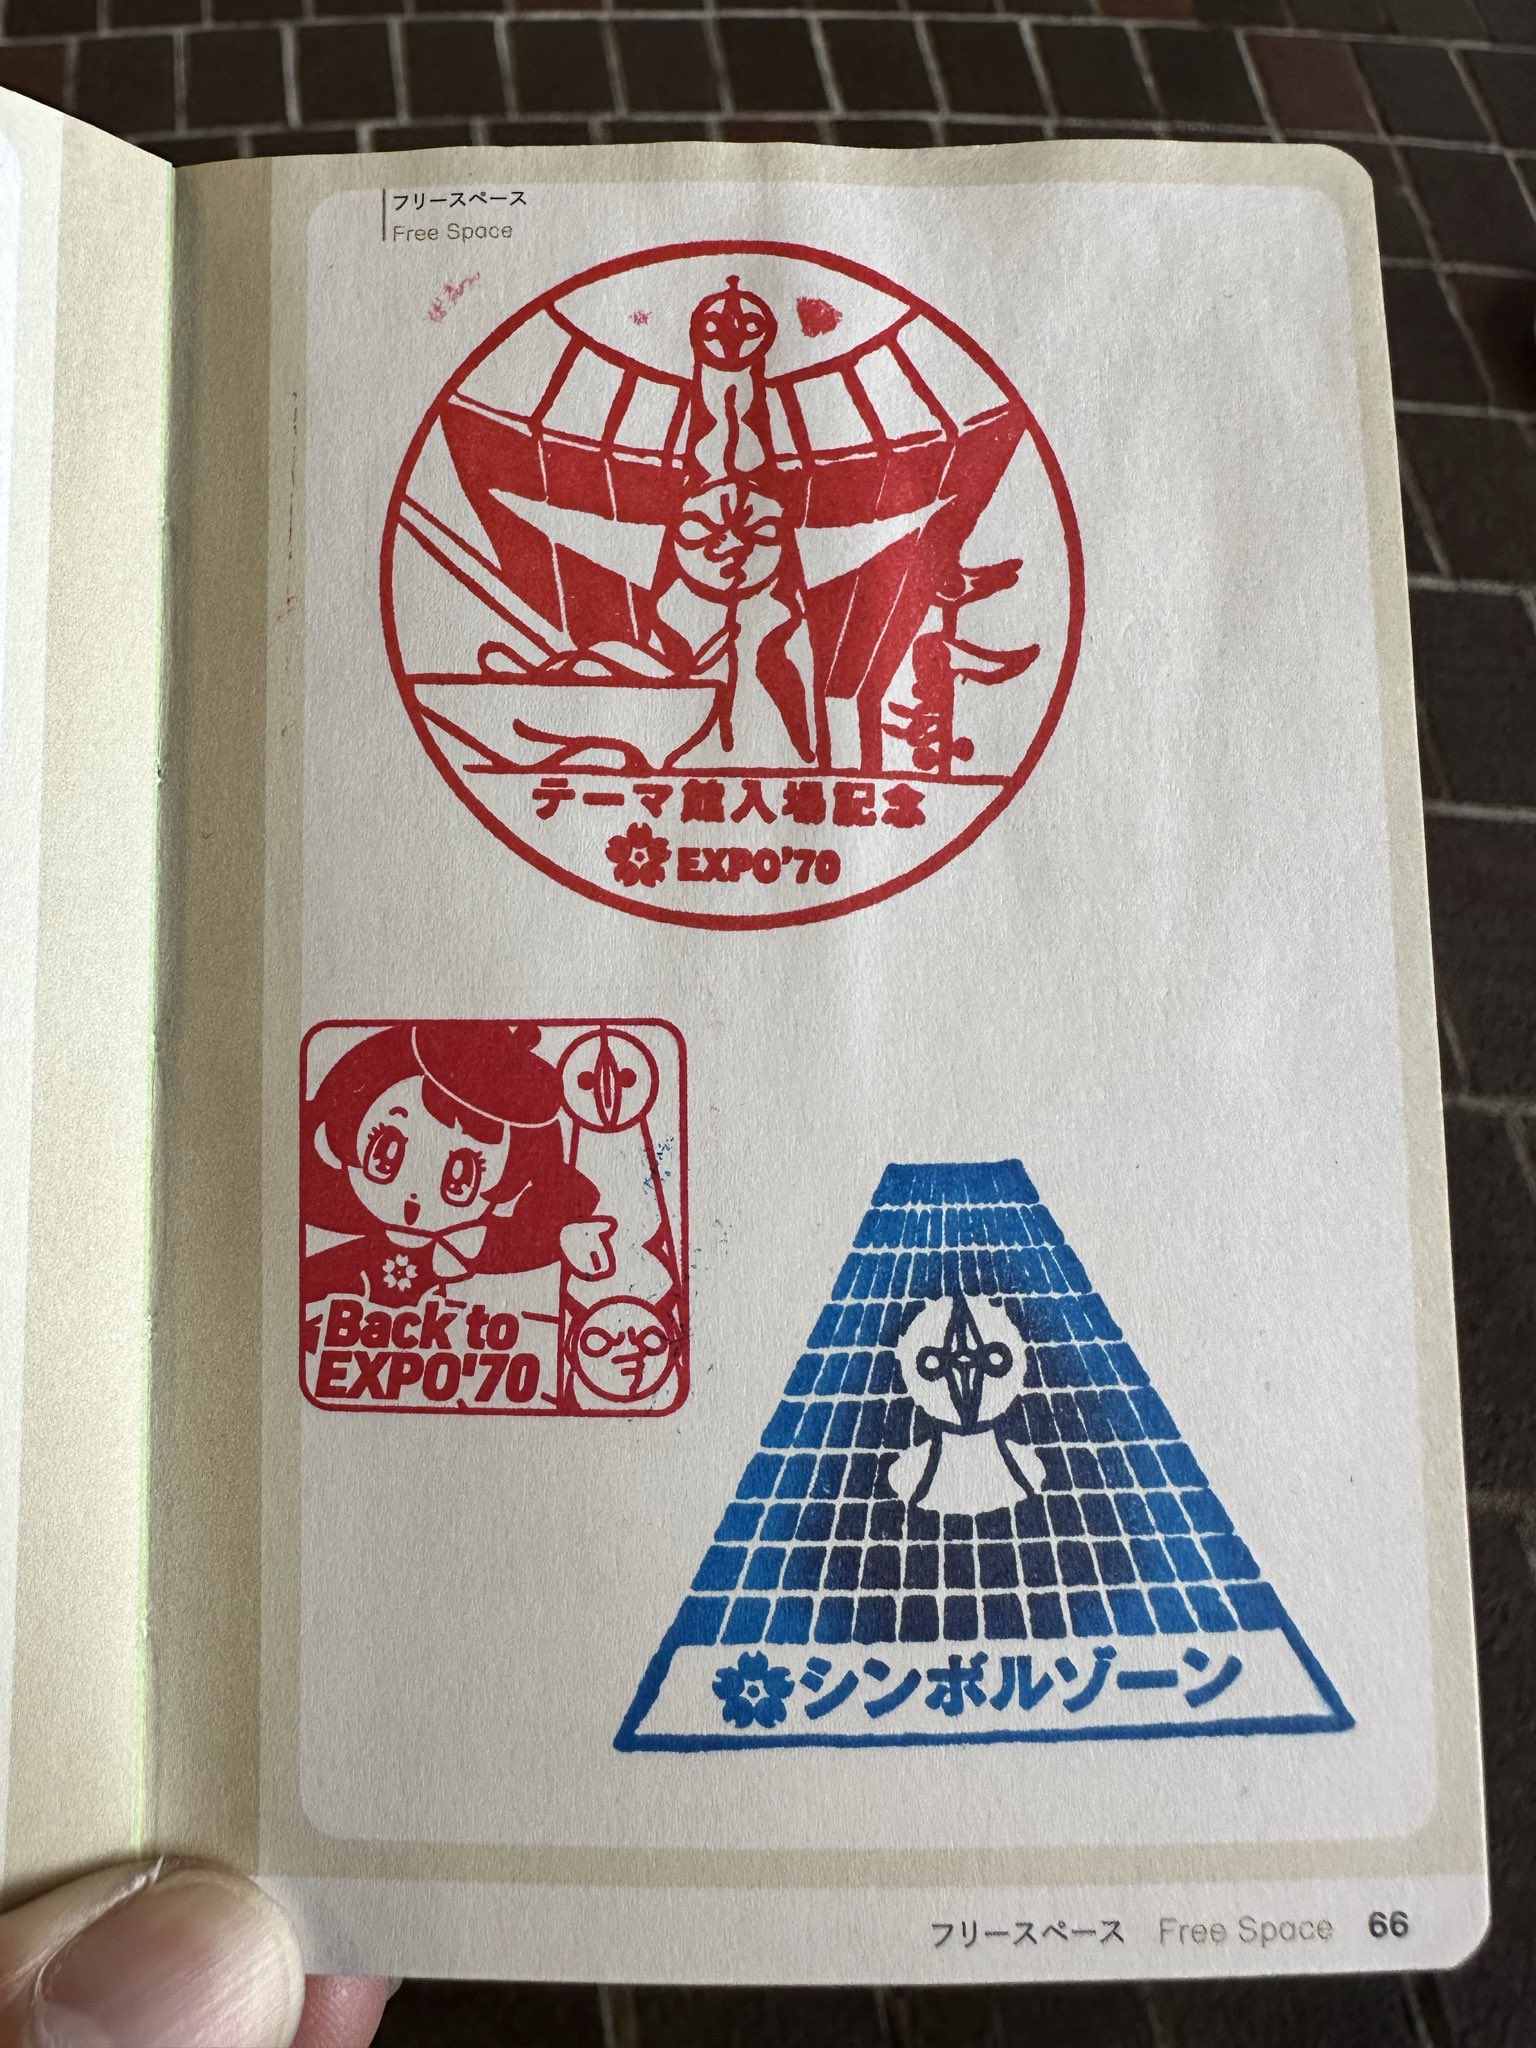 フリースペース
Free Space
テーマ館入場記念
EXPO'70
Back to
EXPO'70
シンボルゾーン
フリースペース Free Space 66